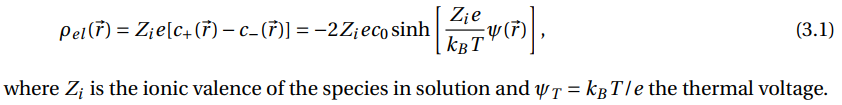 ρ_el(r⃗) = Z_i e[c_+(r⃗) − c_−(r⃗)] = −2Z_i e c_0 sinh [ Z_i e / k_B T ψ(r⃗) ] , (3.1)
where Z_i is the ionic valence of the species in solution and ψ_T = k_B T/e the thermal voltage.